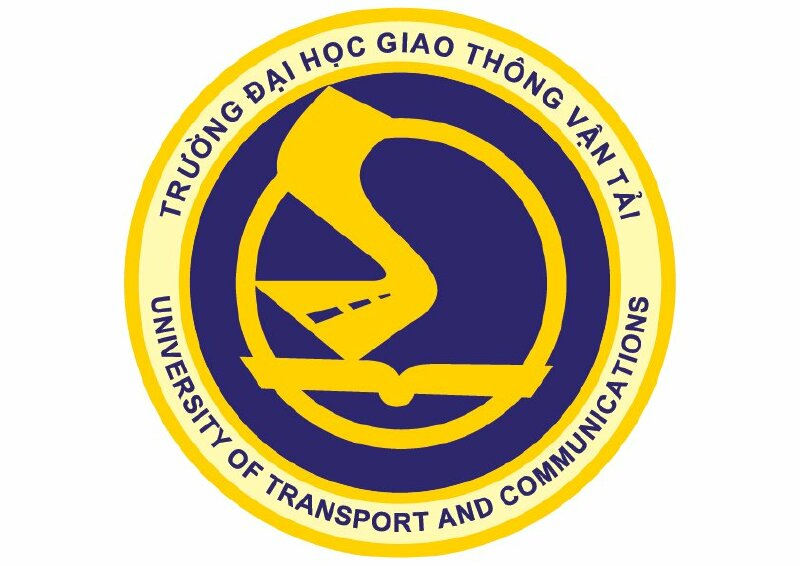 TRƯỜNG ĐẠI HỌC GIAO THÔNG VẬN TẢI
UNIVERSITY OF TRANSPORT AND COMMUNICATIONS